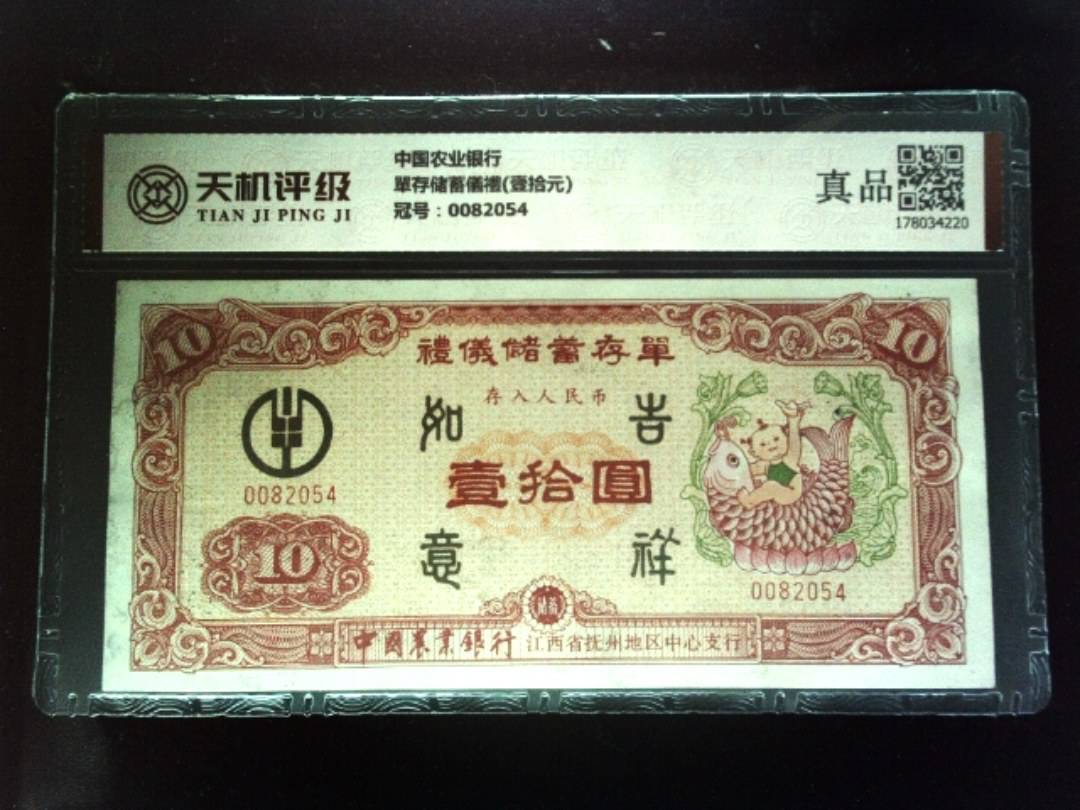 天机评级
TIAN JI PING JI
中国农业银行
單存储蓄儀禮(壹拾元)
冠号：0082054
真品
178034220
10
10
禮儀儲蓄存單
存入人民币
如
吉
0082054
壹拾圓
意
祥
10
0082054
儲蓄
中國農業銀行 江西省抚州地区中心支行